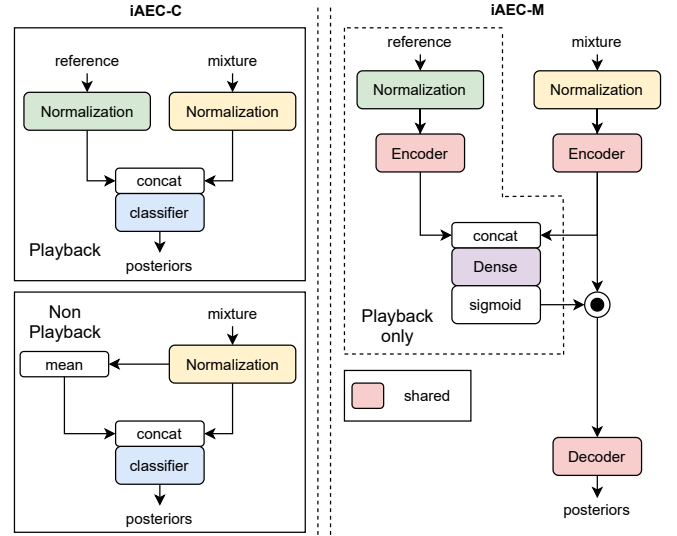 iAEC-C
reference
mixture
Normalization
Normalization
concat
classifier
Playback
posteriors
Non
Playback
mixture
mean
Normalization
concat
classifier
posteriors
iAEC-M
reference
mixture
Normalization
Normalization
Encoder
Encoder
concat
Dense
sigmoid
Playback
only
shared
Decoder
posteriors